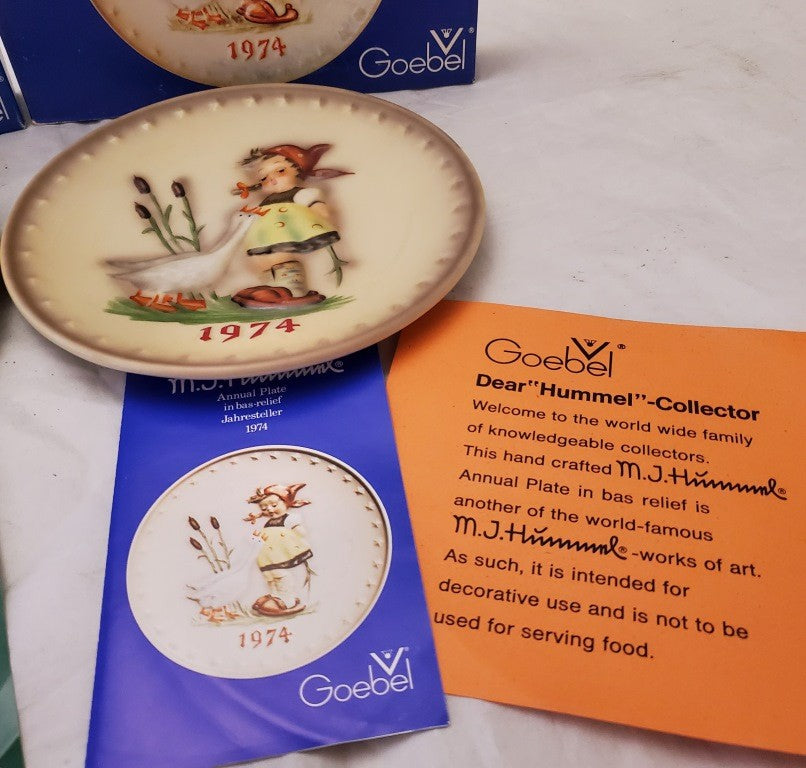 1974
Goebel®
1974
M.J.Hummel®
Annual Plate
in bas-relief
Jahresteller
1974
1974
Goebel
Goebel®
Dear "Hummel"-Collector
Welcome to the world wide family
of knowledgeable collectors.
This hand crafted M.J.Hummel®
Annual Plate in bas relief is
another of the world-famous
M.J.Hummel®-works of art.
As such, it is intended for
decorative use and is not to be
used for serving food.